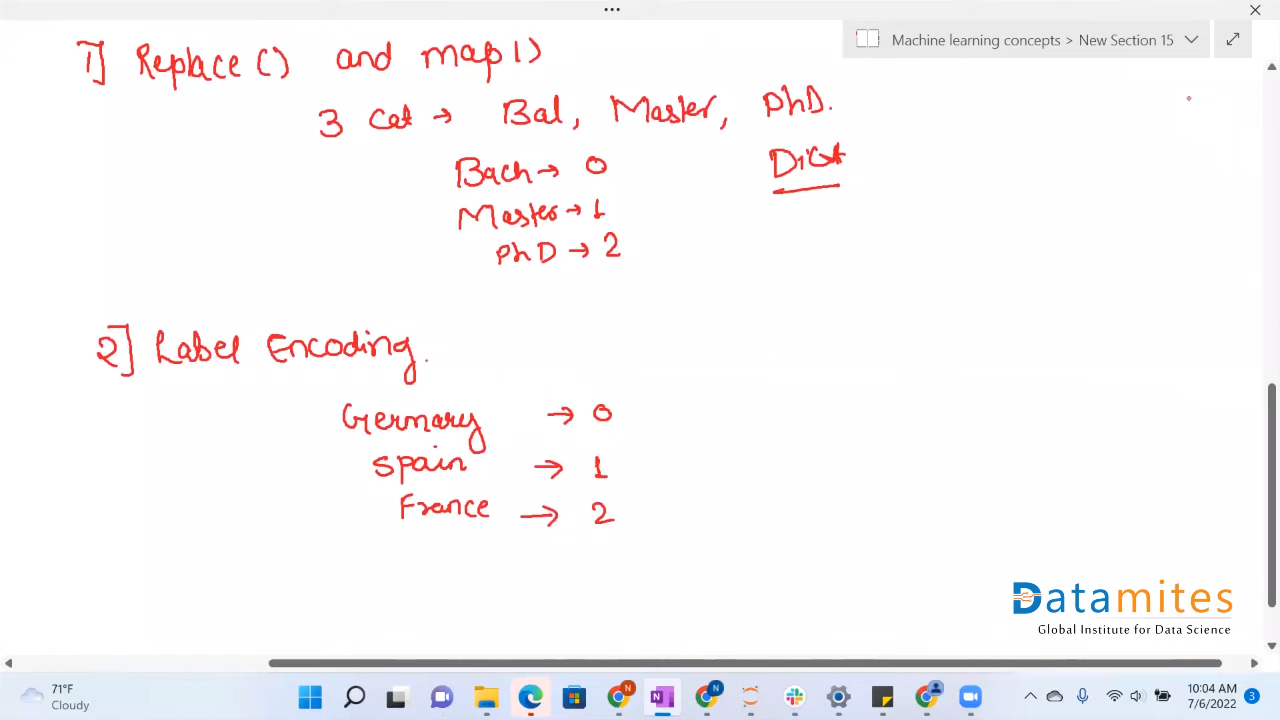 Machine learning concepts > New Section 15
1] Replace() and map()
3 Cat → Bal, Master, PhD.
Dict
Bach → 0
Master → 1
PhD → 2
2] Label Encoding.
Germany → 0
Spain → 1
France → 2
Datamites
Global Institute for Data Science
71°F
Cloudy
N
N
N
10:04 AM
7/6/2022
3